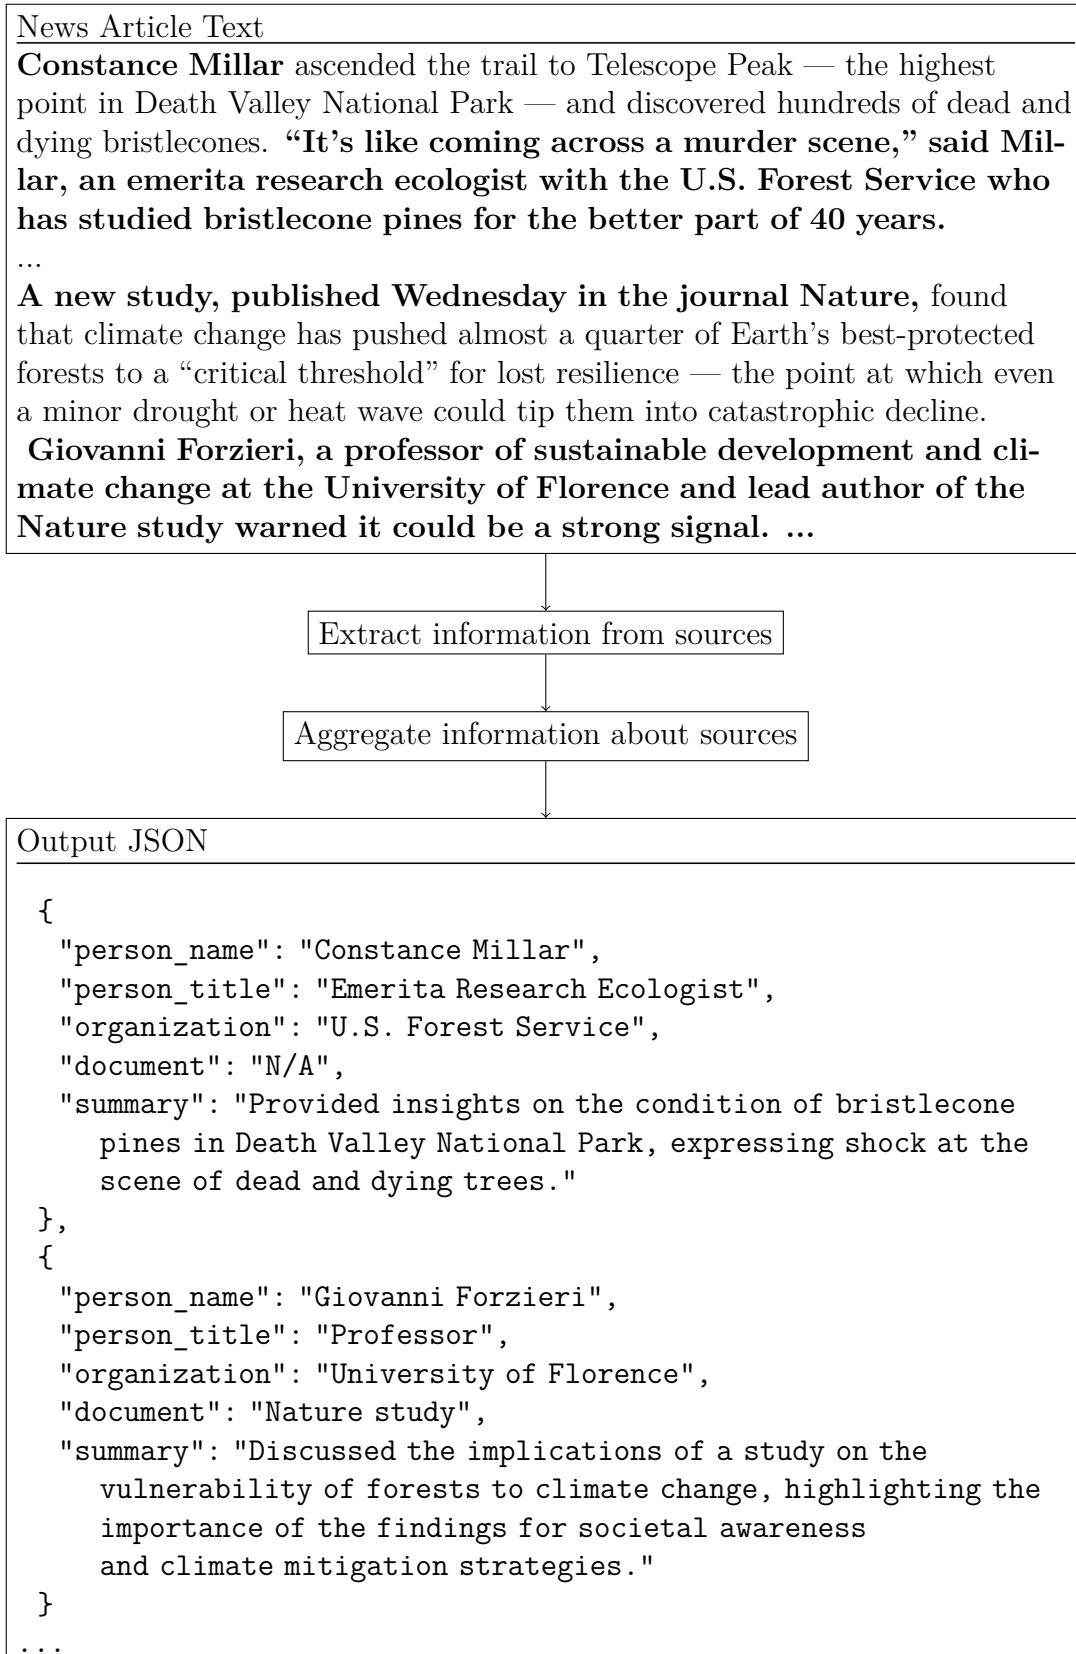 News Article Text
Constance Millar ascended the trail to Telescope Peak — the highest
point in Death Valley National Park — and discovered hundreds of dead and
dying bristlecones. “It’s like coming across a murder scene,” said Mil-
lar, an emerita research ecologist with the U.S. Forest Service who
has studied bristlecone pines for the better part of 40 years.
...
A new study, published Wednesday in the journal Nature, found
that climate change has pushed almost a quarter of Earth’s best-protected
forests to a “critical threshold” for lost resilience — the point at which even
a minor drought or heat wave could tip them into catastrophic decline.
Giovanni Forzieri, a professor of sustainable development and cli-
mate change at the University of Florence and lead author of the
Nature study warned it could be a strong signal. ...
Extract information from sources
Aggregate information about sources
Output JSON
{
"person_name": "Constance Millar",
"person_title": "Emerita Research Ecologist",
"organization": "U.S. Forest Service",
"document": "N/A",
"summary": "Provided insights on the condition of bristlecone
pines in Death Valley National Park, expressing shock at the
scene of dead and dying trees."
},
{
"person_name": "Giovanni Forzieri",
"person_title": "Professor",
"organization": "University of Florence",
"document": "Nature study",
"summary": "Discussed the implications of a study on the
vulnerability of forests to climate change, highlighting the
importance of the findings for societal awareness
and climate mitigation strategies."
}
...